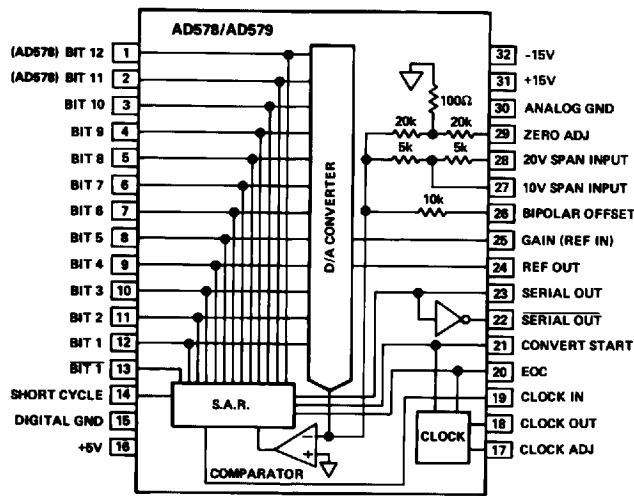 AD578/AD579
(AD578) BIT 12 1
(AD578) BIT 11 2
BIT 10 3
BIT 9 4
BIT 8 5
BIT 7 6
BIT 6 7
BIT 5 8
BIT 4 9
BIT 3 10
BIT 2 11
BIT 1 12
BIT 1 13
SHORT CYCLE 14
DIGITAL GND 15
+5V 16
D/A CONVERTER
S.A.R.
COMPARATOR
−
+
CLOCK
100Ω
20k 20k
5k 5k
10k
32 -15V
31 +15V
30 ANALOG GND
29 ZERO ADJ
28 20V SPAN INPUT
27 10V SPAN INPUT
26 BIPOLAR OFFSET
25 GAIN (REF IN)
24 REF OUT
23 SERIAL OUT
22 SERIAL OUT
21 CONVERT START
20 EOC
19 CLOCK IN
18 CLOCK OUT
17 CLOCK ADJ